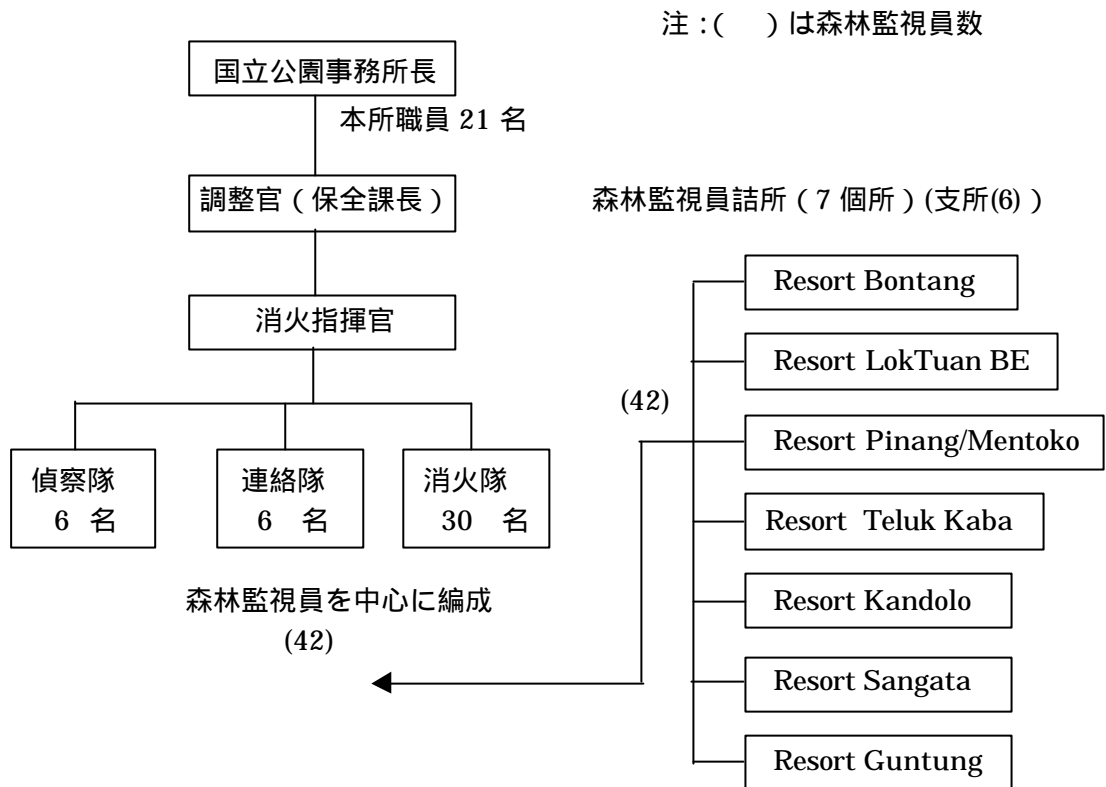 注：(　)は森林監視員数
国立公園事務所長
本所職員 21 名
調整官（保全課長）
消火指揮官
偵察隊
6 名
連絡隊
6 名
消火隊
30 名
森林監視員を中心に編成
(42)
森林監視員詰所（7 個所）(支所(6)）
(42)
Resort Bontang
Resort LokTuan BE
Resort Pinang/Mentoko
Resort Teluk Kaba
Resort Kandolo
Resort Sangata
Resort Guntung